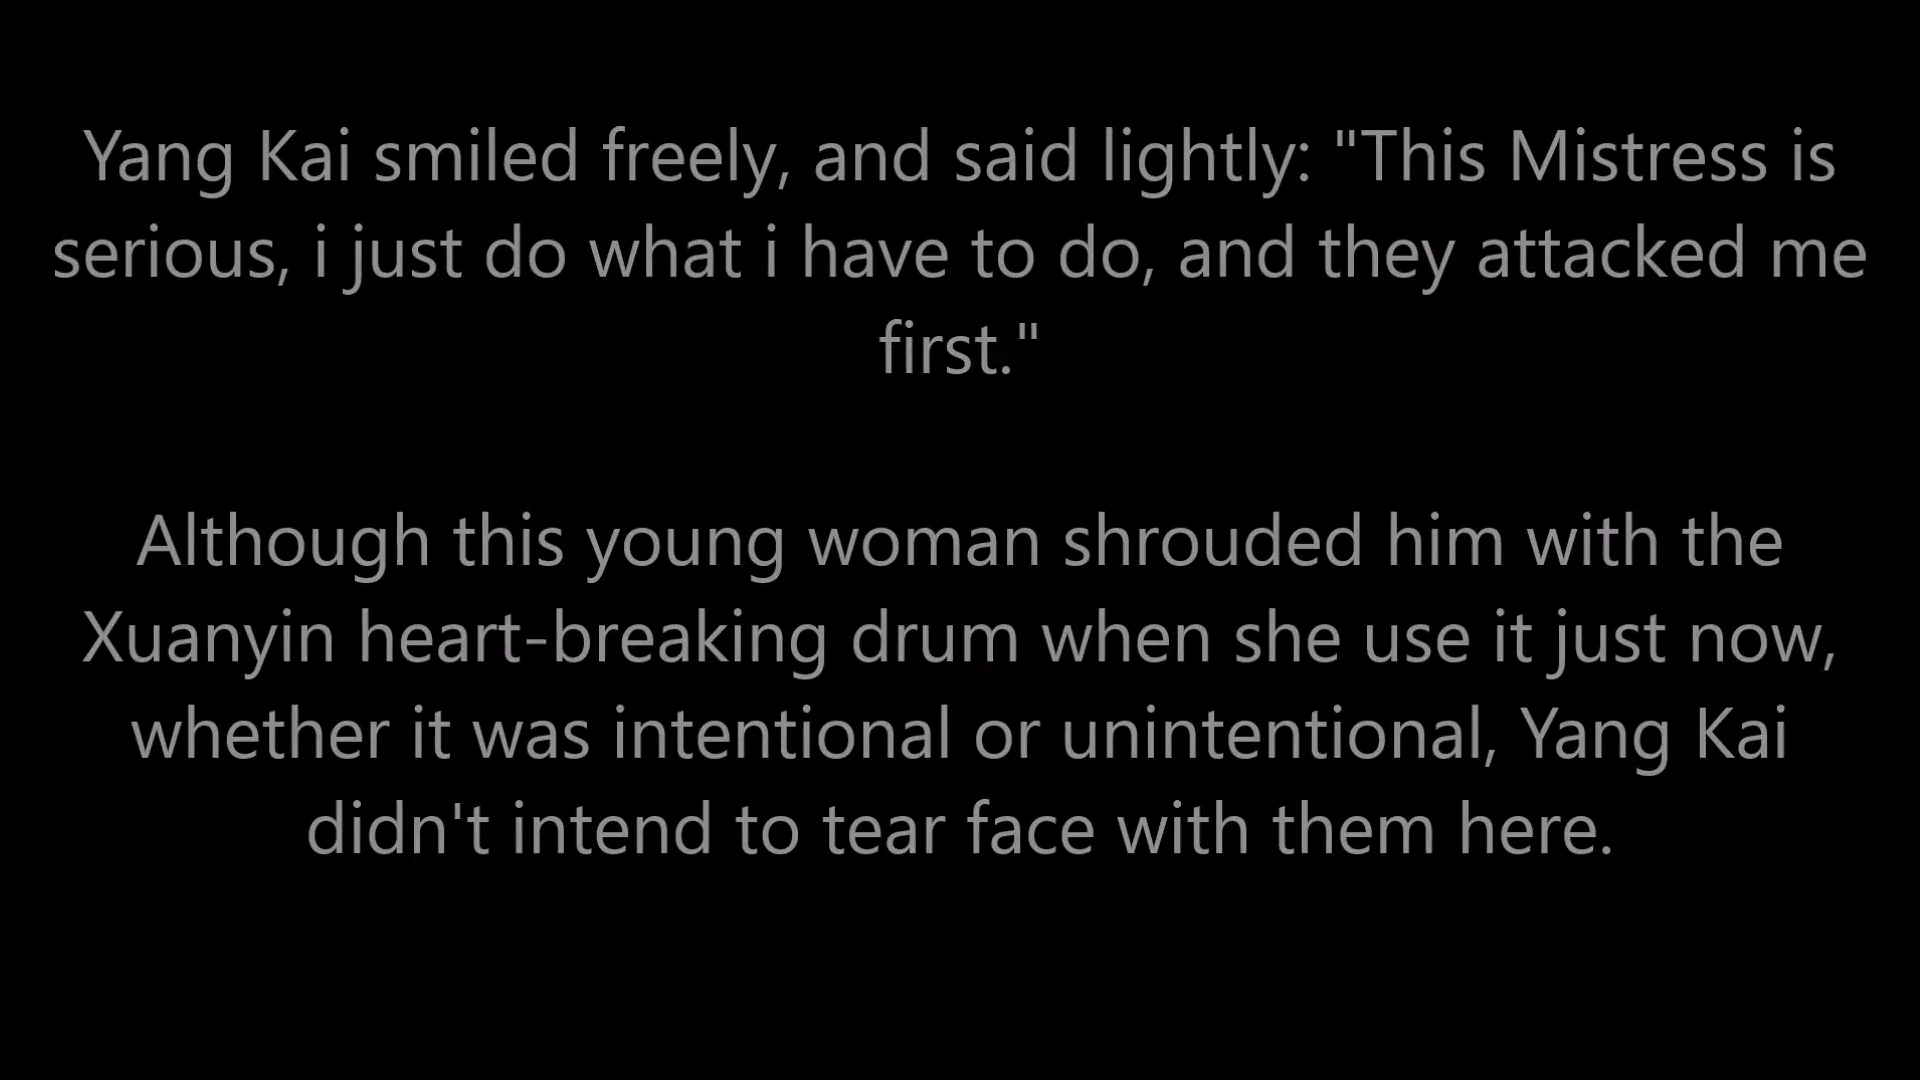 Yang Kai smiled freely, and said lightly: "This Mistress is
serious, i just do what i have to do, and they attacked me
first."
Although this young woman shrouded him with the
Xuanyin heart-breaking drum when she use it just now,
whether it was intentional or unintentional, Yang Kai
didn't intend to tear face with them here.